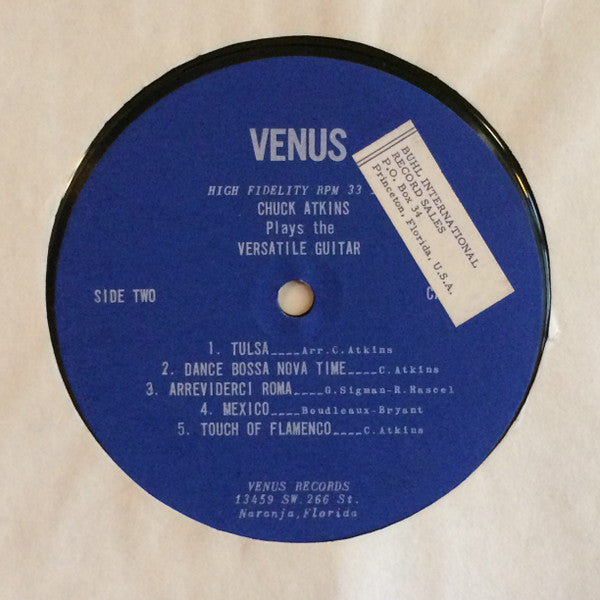 VENUS
HIGH FIDELITY RPM 33
CHUCK ATKINS
Plays the
VERSATILE GUITAR
SIDE TWO
1. TULSA____Arr.C.Atkins
2. DANCE BOSSA NOVA TIME____C.Atkins
3. ARREVIDERCI ROMA____G.Sigman-R.Rascel
4. MEXICO____Boudleaux-Bryant
5. TOUCH OF FLAMENCO____C.Atkins
VENUS RECORDS
13459 SW 266 St.
Naranja,Florida
BUHL INTERNATIONAL
RECORD SALES
P.O. Box 34
Princeton, Florida, U.S.A.